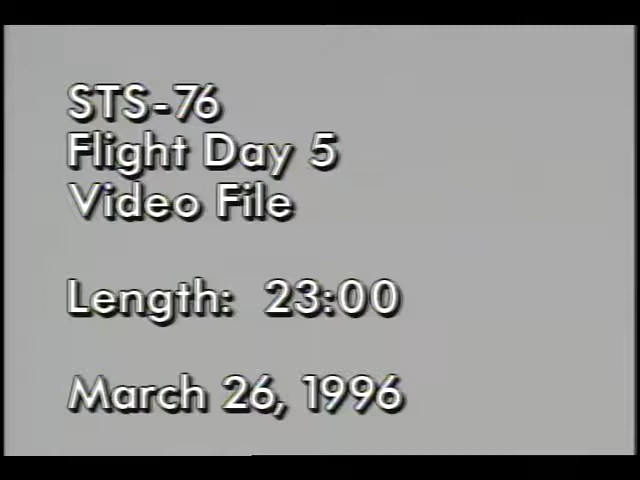 STS-76
Flight Day 5
Video File
Length: 23:00
March 26, 1996